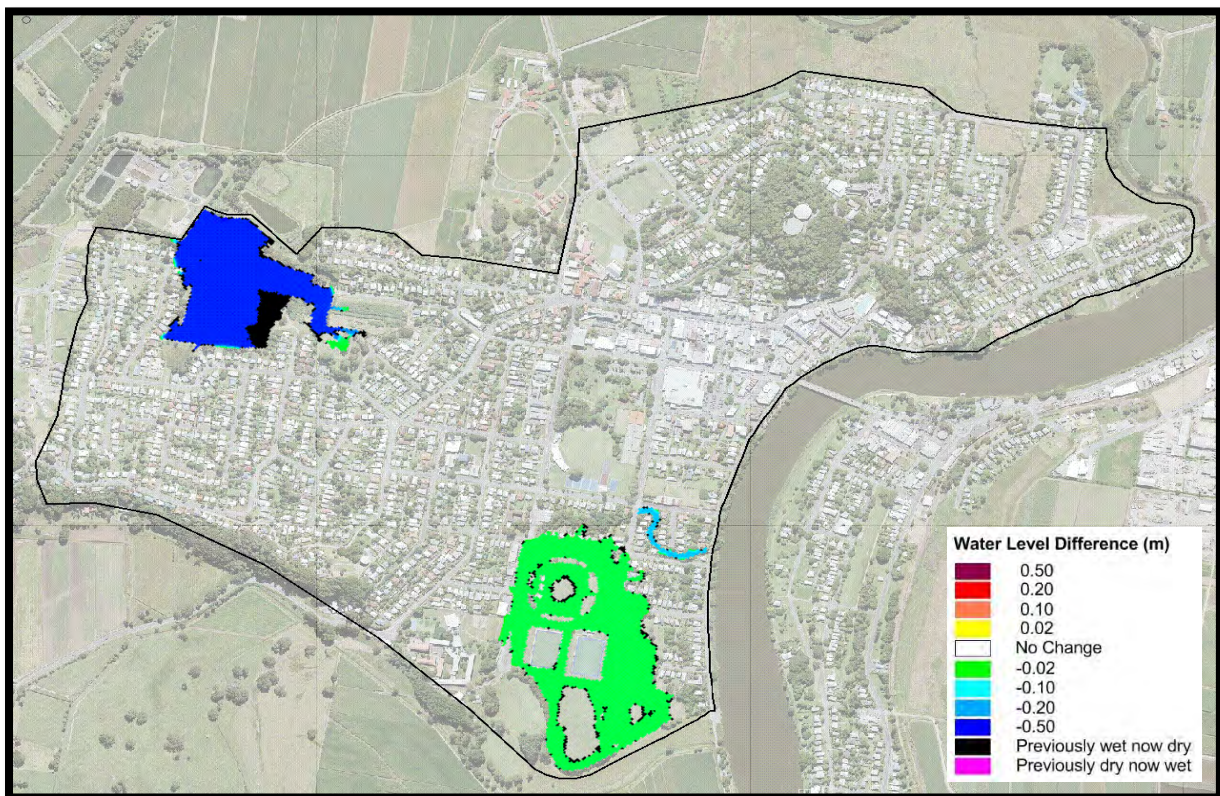 Water Level Difference (m)
0.50
0.20
0.10
0.02
No Change
-0.02
-0.10
-0.20
-0.50
Previously wet now dry
Previously dry now wet